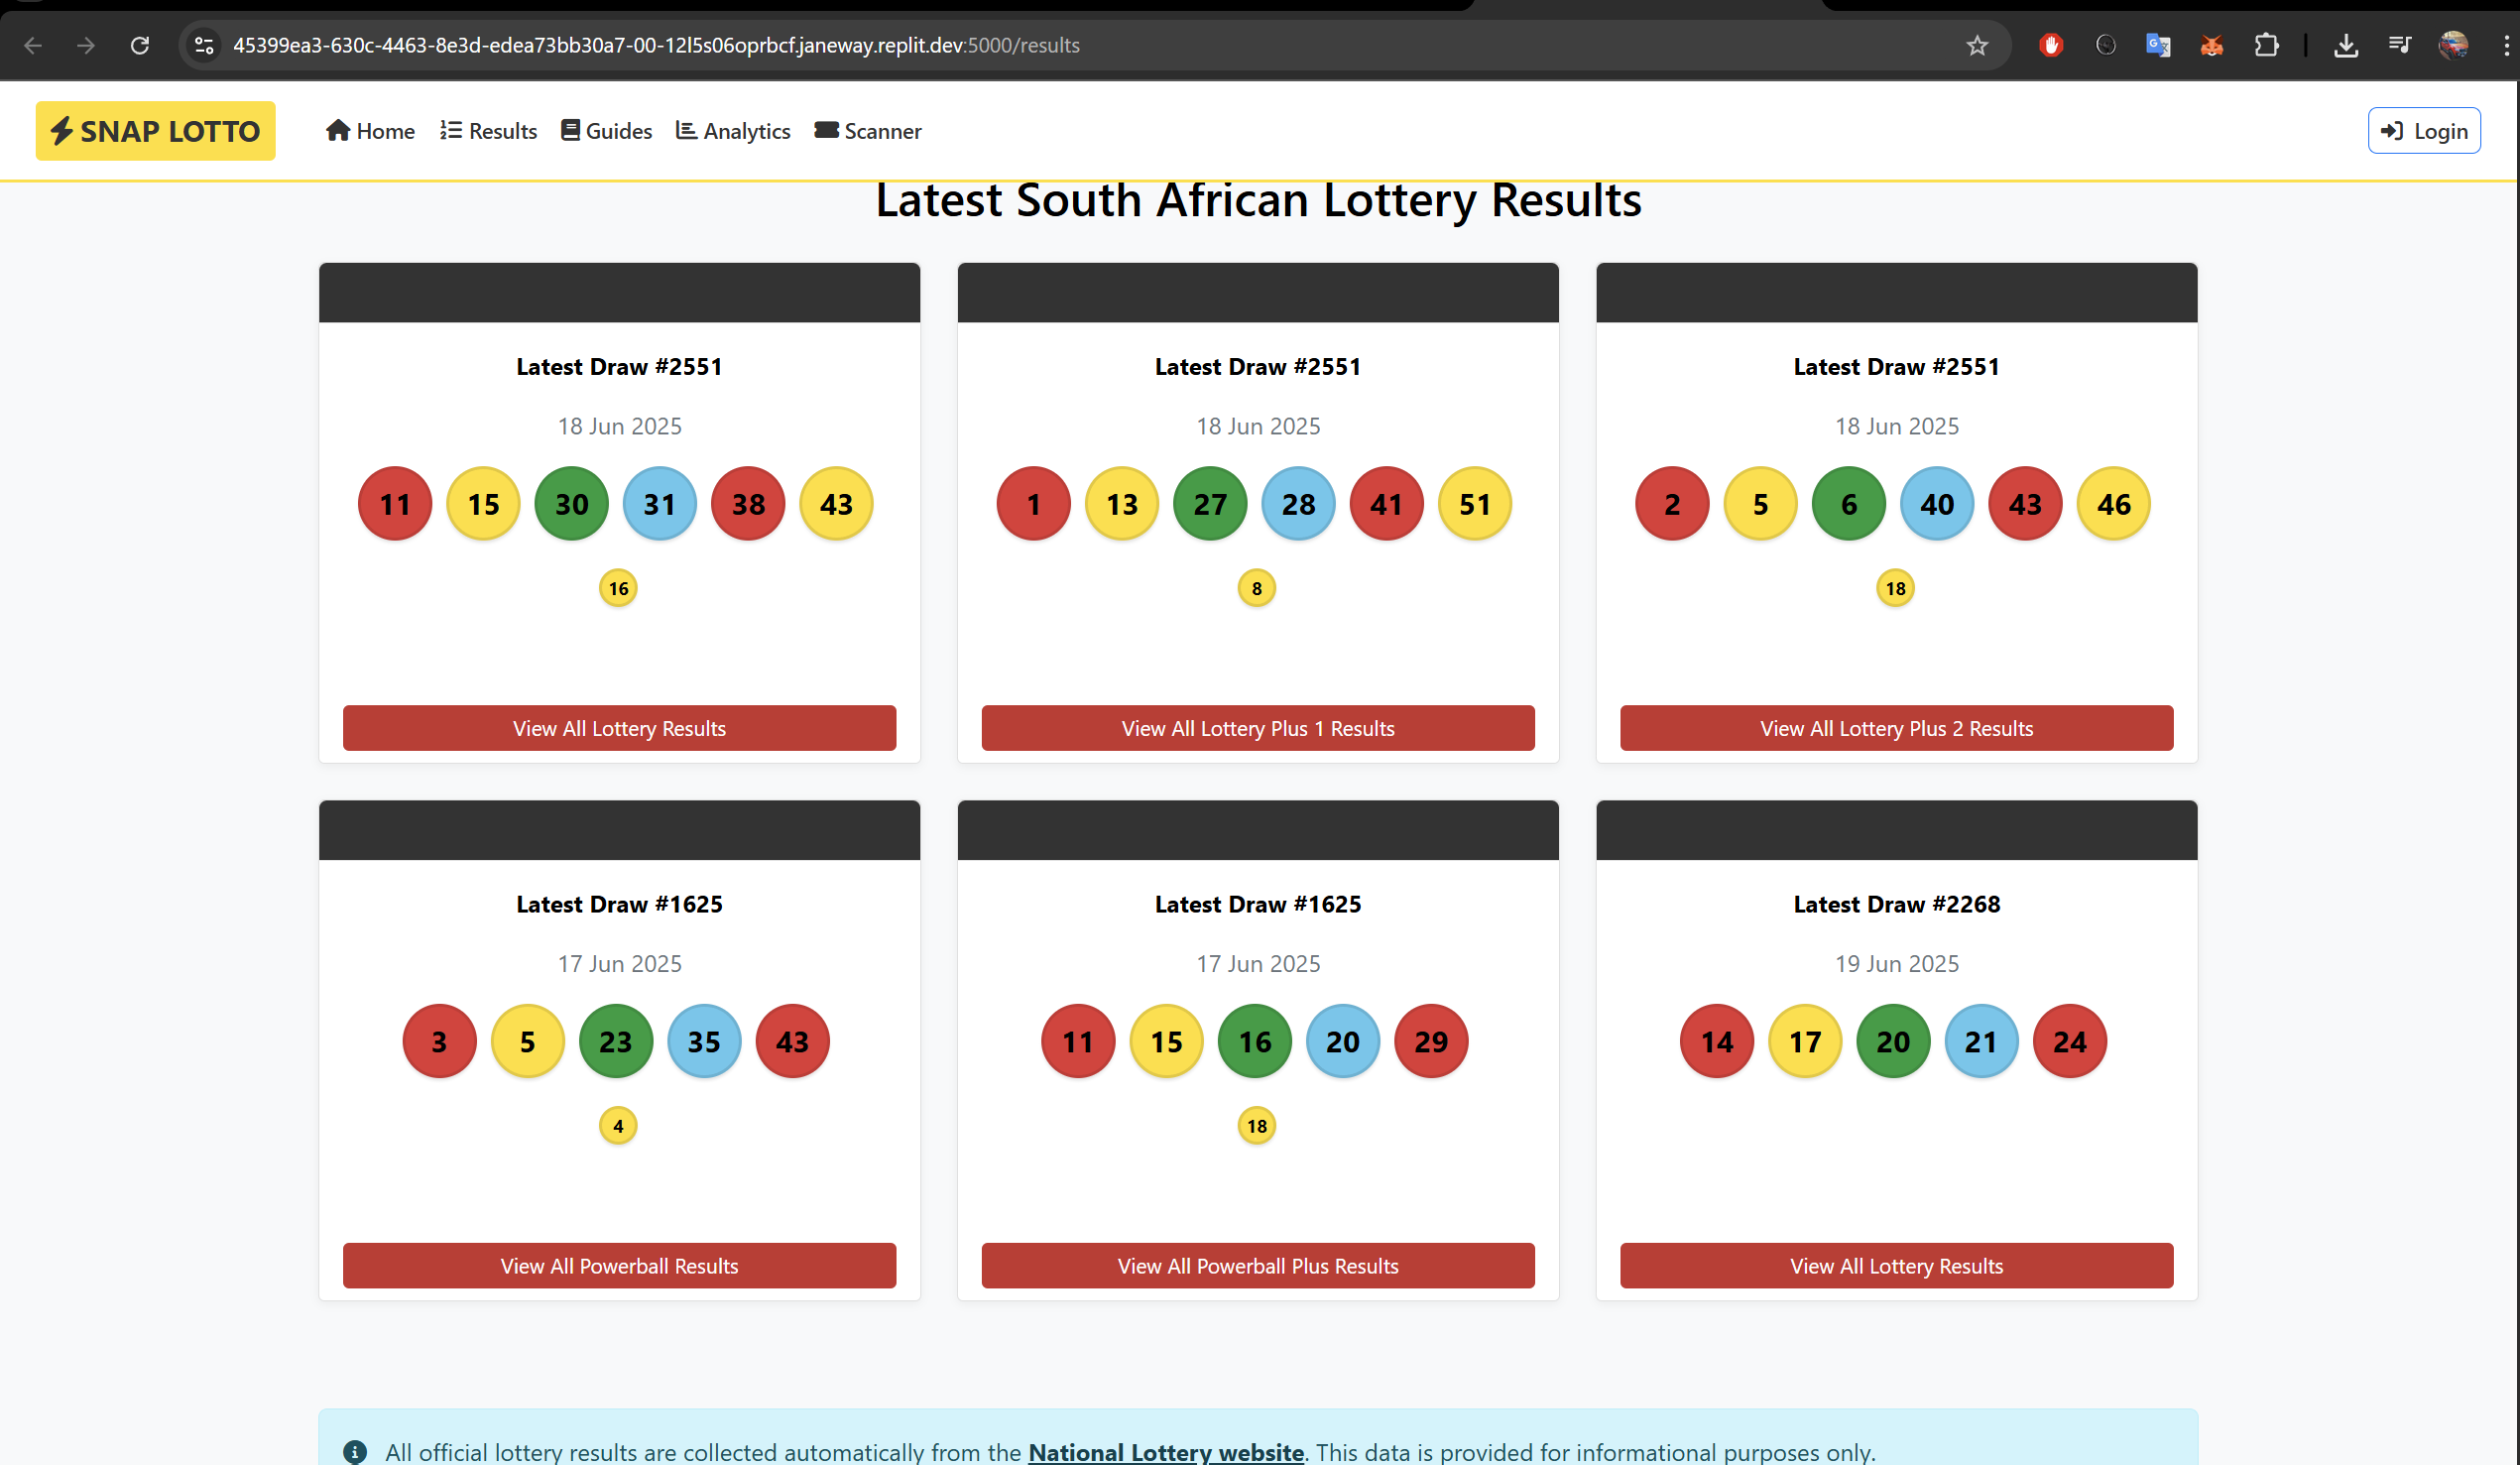 45399ea3-630c-4463-8e3d-edea73bb30a7-00-12l5s06oprbcf.janeway.replit.dev:5000/results
SNAP LOTTO Home Results Guides Analytics Scanner Login
Latest South African Lottery Results
Latest Draw #2551
18 Jun 2025
11 15 30 31 38 43
16
View All Lottery Results
Latest Draw #2551
18 Jun 2025
1 13 27 28 41 51
8
View All Lottery Plus 1 Results
Latest Draw #2551
18 Jun 2025
2 5 6 40 43 46
18
View All Lottery Plus 2 Results
Latest Draw #1625
17 Jun 2025
3 5 23 35 43
4
View All Powerball Results
Latest Draw #1625
17 Jun 2025
11 15 16 20 29
18
View All Powerball Plus Results
Latest Draw #2268
19 Jun 2025
14 17 20 21 24
View All Lottery Results
All official lottery results are collected automatically from the National Lottery website. This data is provided for informational purposes only.